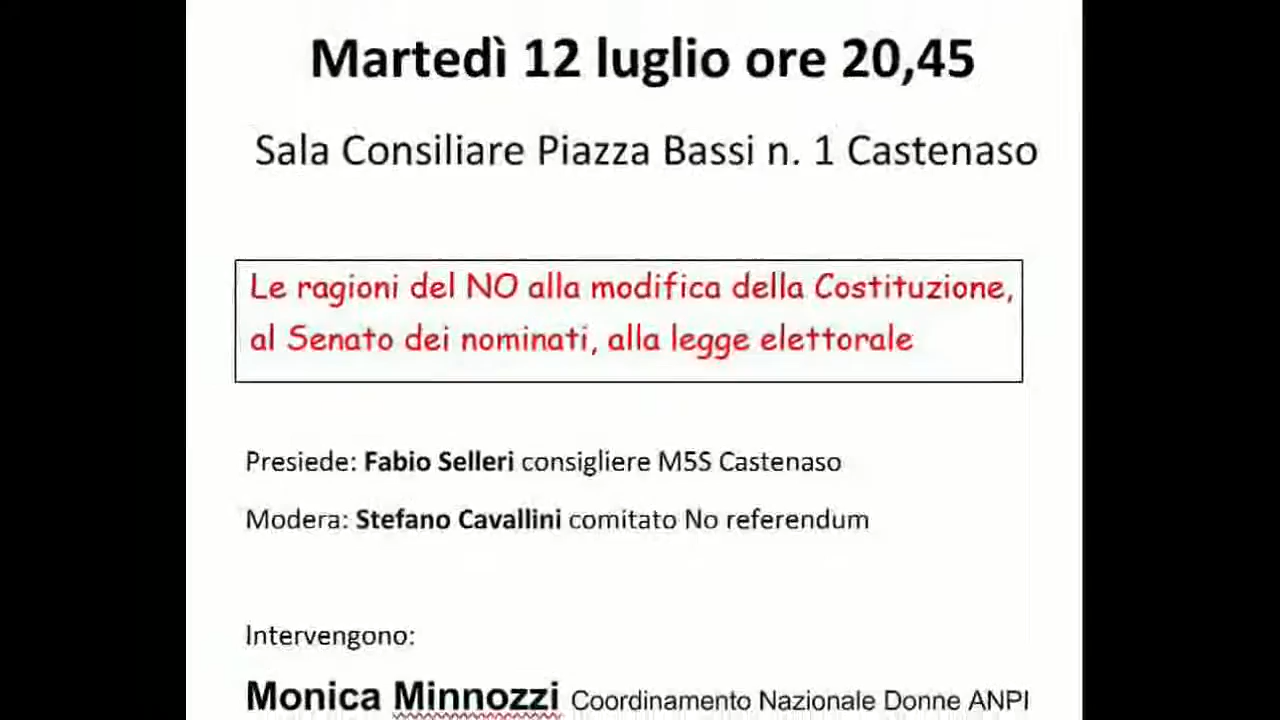 Martedì 12 luglio ore 20,45
Sala Consiliare Piazza Bassi n. 1 Castenaso
Le ragioni del NO alla modifica della Costituzione,
al Senato dei nominati, alla legge elettorale
Presiede: Fabio Selleri consigliere M5S Castenaso
Modera: Stefano Cavallini comitato No referendum
Intervengono:
Monica Minnozzi Coordinamento Nazionale Donne ANPI